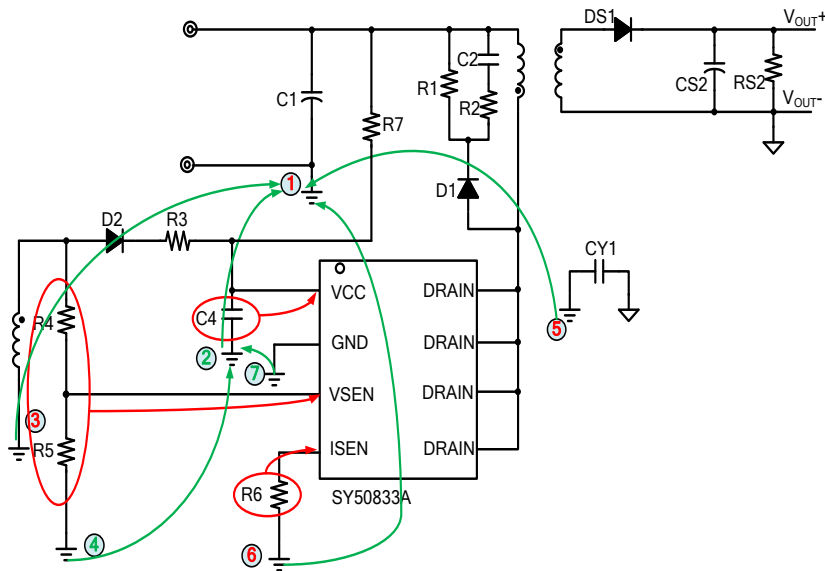 DS1
VOUT+
C2
R1
R2
C1
R7
CS2
RS2
VOUT-
1
D1
D2
R3
CY1
VCC
DRAIN
C4
R4
5
GND
DRAIN
2
7
VSEN
DRAIN
3
R5
ISEN
DRAIN
R6
SY50833A
4
6